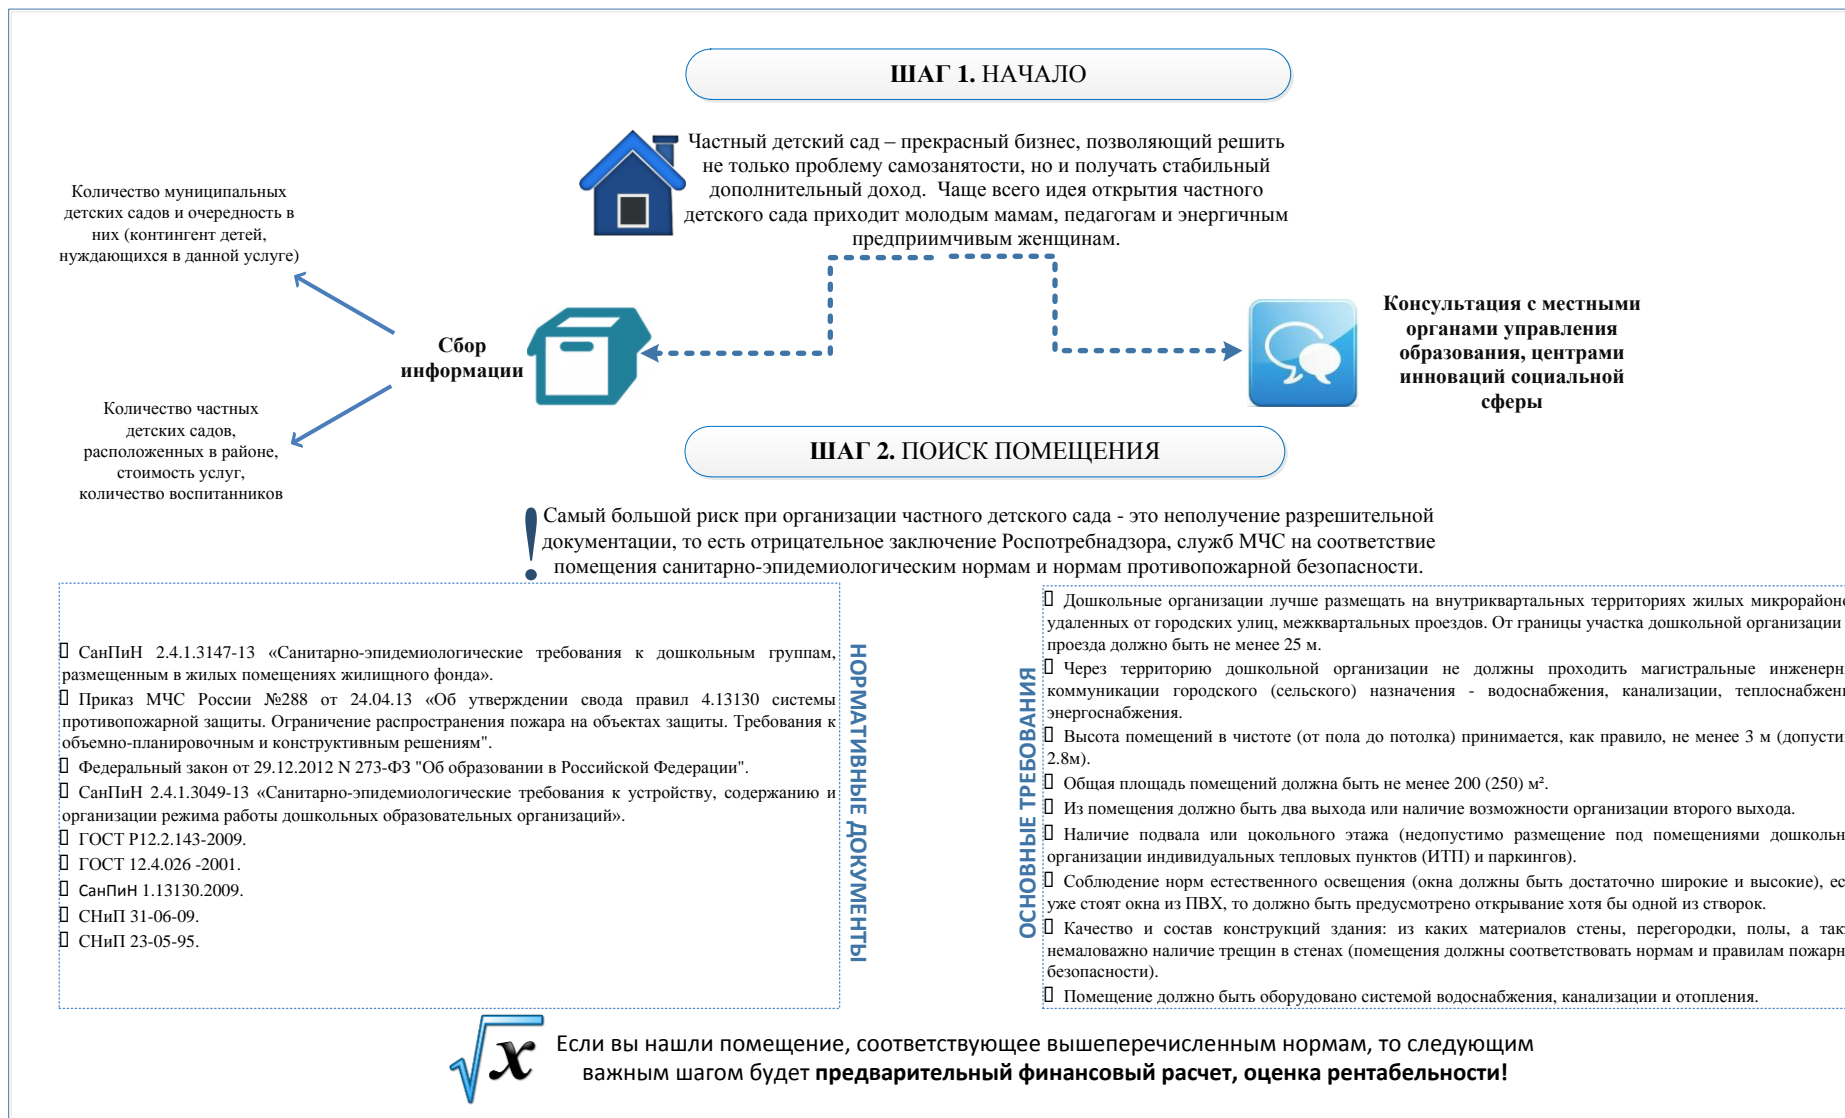 ШАГ 1. НАЧАЛО
Частный детский сад – прекрасный бизнес, позволяющий решить
не только проблему самозанятости, но и получать стабильный
дополнительный доход. Чаще всего идея открытия частного
детского сада приходит молодым мамам, педагогам и энергичным
предприимчивым женщинам.
Количество муниципальных
детских садов и очередность в
них (контингент детей,
нуждающихся в данной услуге)
Сбор
информации
Количество частных
детских садов,
расположенных в районе,
стоимость услуг,
количество воспитанников
Консультация с местными
органами управления
образования, центрами
инноваций социальной
сферы
ШАГ 2. ПОИСК ПОМЕЩЕНИЯ
! Самый большой риск при организации частного детского сада - это неполучение разрешительной
документации, то есть отрицательное заключение Роспотребнадзора, служб МЧС на соответствие
помещения санитарно-эпидемиологическим нормам и нормам противопожарной безопасности.
СанПиН 2.4.1.3147-13 «Санитарно-эпидемиологические требования к дошкольным группам,
размещенным в жилых помещениях жилищного фонда».
Приказ МЧС России №288 от 24.04.13 «Об утверждении свода правил 4.13130 системы
противопожарной защиты. Ограничение распространения пожара на объектах защиты. Требования к
объемно-планировочным и конструктивным решениям".
Федеральный закон от 29.12.2012 N 273-ФЗ "Об образовании в Российской Федерации".
СанПиН 2.4.1.3049-13 «Санитарно-эпидемиологические требования к устройству, содержанию и
организации режима работы дошкольных образовательных организаций».
ГОСТ Р12.2.143-2009.
ГОСТ 12.4.026 -2001.
СанПиН 1.13130.2009.
СНиП 31-06-09.
СНиП 23-05-95.
НОРМАТИВНЫЕ ДОКУМЕНТЫ
ОСНОВНЫЕ ТРЕБОВАНИЯ
Дошкольные организации лучше размещать на внутриквартальных территориях жилых микрорайоно
удаленных от городских улиц, межквартальных проездов. От границы участка дошкольной организации
проезда должно быть не менее 25 м.
Через территорию дошкольной организации не должны проходить магистральные инженерн
коммуникации городского (сельского) назначения - водоснабжения, канализации, теплоснабжен
энергоснабжения.
Высота помещений в чистоте (от пола до потолка) принимается, как правило, не менее 3 м (допусти
2.8м).
Общая площадь помещений должна быть не менее 200 (250) м².
Из помещения должно быть два выхода или наличие возможности организации второго выхода.
Наличие подвала или цокольного этажа (недопустимо размещение под помещениями дошкольн
организации индивидуальных тепловых пунктов (ИТП) и паркингов).
Соблюдение норм естественного освещения (окна должны быть достаточно широкие и высокие), ес
уже стоят окна из ПВХ, то должно быть предусмотрено открывание хотя бы одной из створок.
Качество и состав конструкций здания: из каких материалов стены, перегородки, полы, а так
немаловажно наличие трещин в стенах (помещения должны соответствовать нормам и правилам пожарн
безопасности).
Помещение должно быть оборудовано системой водоснабжения, канализации и отопления.
√x
Если вы нашли помещение, соответствующее вышеперечисленным нормам, то следующим
важным шагом будет предварительный финансовый расчет, оценка рентабельности!